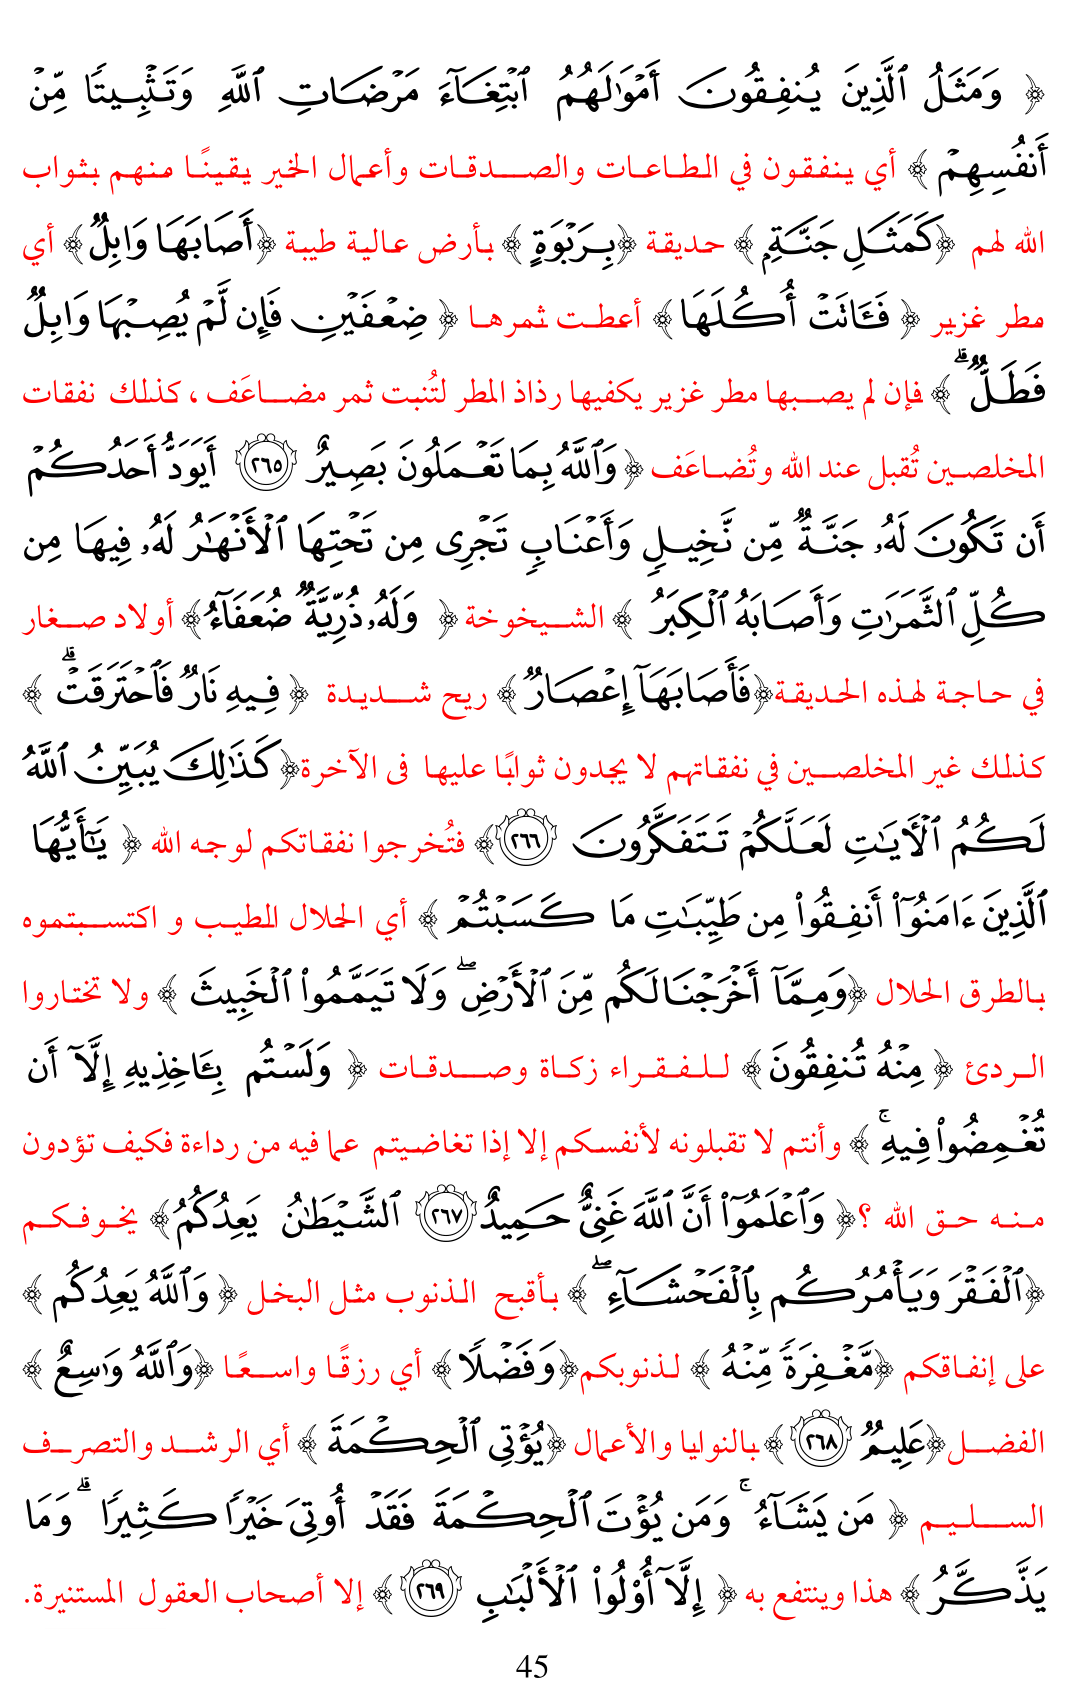 ﴿ وَمَثَلُ ٱلَّذِينَ يُنفِقُونَ أَمْوَٰلَهُمُ ٱبْتِغَآءَ مَرْضَاتِ ٱللَّهِ وَتَثْبِيتًا مِّنْ
أَنفُسِهِمْ ﴾ أي ينفقون في الطاعات والصدقات وأعمال الخير يقينًا منهم بثواب
الله لهم ﴿كَمَثَلِ جَنَّةٍۭ ﴾ حديقة ﴿بِرَبْوَةٍ ﴾ بأرض عالية طيبة ﴿أَصَابَهَا وَابِلٌ﴾ أي
مطر غزير ﴿ فَـَٔاتَتْ أُكُلَهَا﴾ أعطت ثمرها ﴿ ضِعْفَيْنِ فَإِن لَّمْ يُصِبْهَا وَابِلٌ
فَطَلٌّ ۗ ﴾ فإن لم يصبها مطر غزير يكفيها رذاذ المطر لتُنبت ثمر مضاعَف ، كذلك نفقات
المخلصين تُقبل عند الله وتُضاعَف ﴿وَٱللَّهُ بِمَا تَعْمَلُونَ بَصِيرٌ ٢٦٥ أَيَوَدُّ أَحَدُكُمْ
أَن تَكُونَ لَهُۥ جَنَّةٌ مِّن نَّخِيلٍ وَأَعْنَابٍ تَجْرِى مِن تَحْتِهَا ٱلْأَنْهَٰرُ لَهُۥ فِيهَا مِن
كُلِّ ٱلثَّمَرَٰتِ وَأَصَابَهُ ٱلْكِبَرُ ﴾ الشيخوخة ﴿ وَلَهُۥ ذُرِّيَّةٌ ضُعَفَآءُ﴾ أولاد صغار
في حاجة لهذه الحديقة﴿فَأَصَابَهَآ إِعْصَارٌ﴾ ريح شديدة ﴿ فِيهِ نَارٌ فَٱحْتَرَقَتْ ۗ ﴾
كذلك غير المخلصين في نفقاتهم لا يجدون ثوابًا عليها فى الآخرة﴿كَذَٰلِكَ يُبَيِّنُ ٱللَّهُ
لَكُمُ ٱلْأَيَٰتِ لَعَلَّكُمْ تَتَفَكَّرُونَ ٢٦٦﴾ فتُخرجوا نفقاتكم لوجه الله ﴿ يَٰٓأَيُّهَا
ٱلَّذِينَ ءَامَنُوٓا۟ أَنفِقُوا۟ مِن طَيِّبَٰتِ مَا كَسَبْتُمْ ﴾ أي الحلال الطيب و اكتسبتموه
بالطرق الحلال ﴿وَمِمَّآ أَخْرَجْنَا لَكُم مِّنَ ٱلْأَرْضِ ۖ وَلَا تَيَمَّمُوا۟ ٱلْخَبِيثَ ﴾ ولا تختاروا
الردئ ﴿ مِنْهُ تُنفِقُونَ﴾ للفقراء زكاة وصدقات ﴿ وَلَسْتُم بِـَٔاخِذِيهِ إِلَّآ أَن
تُغْمِضُوا۟ فِيهِ ۚ ﴾ وأنتم لا تقبلونه لأنفسكم إلا إذا تغاضيتم عما فيه من رداءة فكيف تؤدون
منه حق الله ؟﴿ وَٱعْلَمُوٓا۟ أَنَّ ٱللَّهَ غَنِىٌّ حَمِيدٌ ٢٦٧ ٱلشَّيْطَٰنُ يَعِدُكُمُ﴾ يخوفكم
﴿ٱلْفَقْرَ وَيَأْمُرُكُم بِٱلْفَحْشَآءِ ۖ ﴾ بأقبح الذنوب مثل البخل ﴿ وَٱللَّهُ يَعِدُكُم ﴾
على إنفاقكم ﴿مَّغْفِرَةً مِّنْهُ ﴾ لذنوبكم﴿وَفَضْلًا﴾ أي رزقًا واسعًا ﴿وَٱللَّهُ وَٰسِعٌ ﴾
الفضل﴿عَلِيمٌ ٢٦٨﴾ بالنوايا والأعمال ﴿يُؤْتِى ٱلْحِكْمَةَ ﴾ أي الرشد والتصرف
السليم ﴿ مَن يَشَآءُ ۚ وَمَن يُؤْتَ ٱلْحِكْمَةَ فَقَدْ أُوتِىَ خَيْرًا كَثِيرًا ۗ وَمَا
يَذَّكَّرُ ﴾ هذا وينتفع به ﴿ إِلَّآ أُو۟لُوا۟ ٱلْأَلْبَٰبِ ٢٦٩ ﴾ إلا أصحاب العقول المستنيرة.
45